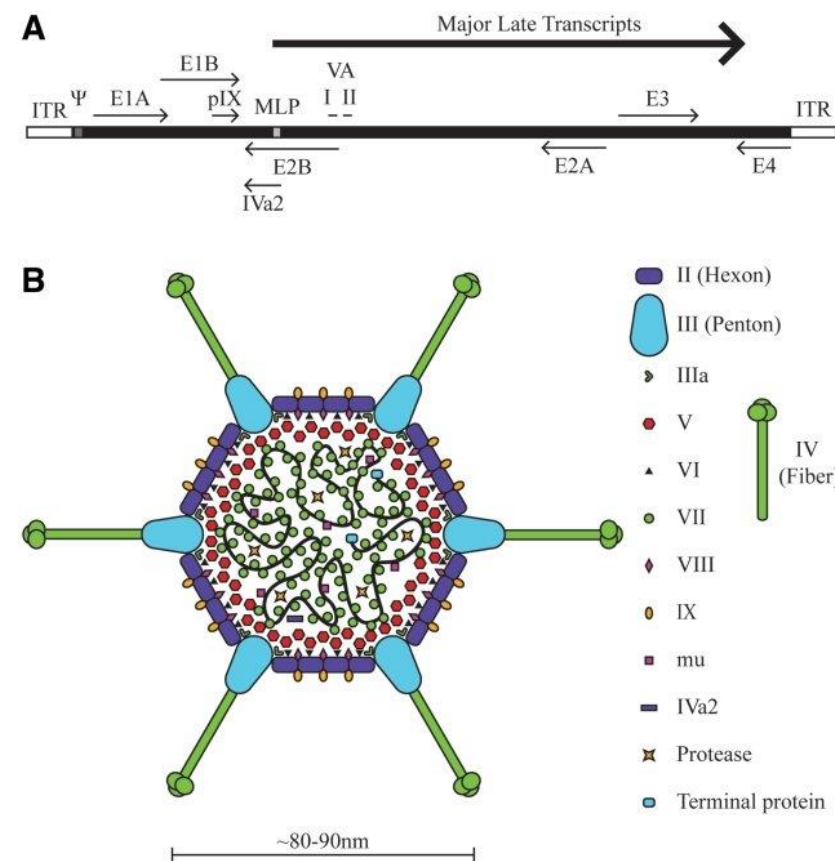 A
Major Late Transcripts
E1B
VA
ITR Ψ E1A pIX MLP I II E3 ITR
E2B E2A E4
IVa2
B
II (Hexon)
III (Penton)
IIIa
V
IV
(Fiber)
VI
VII
VIII
IX
mu
IVa2
Protease
Terminal protein
~80-90nm